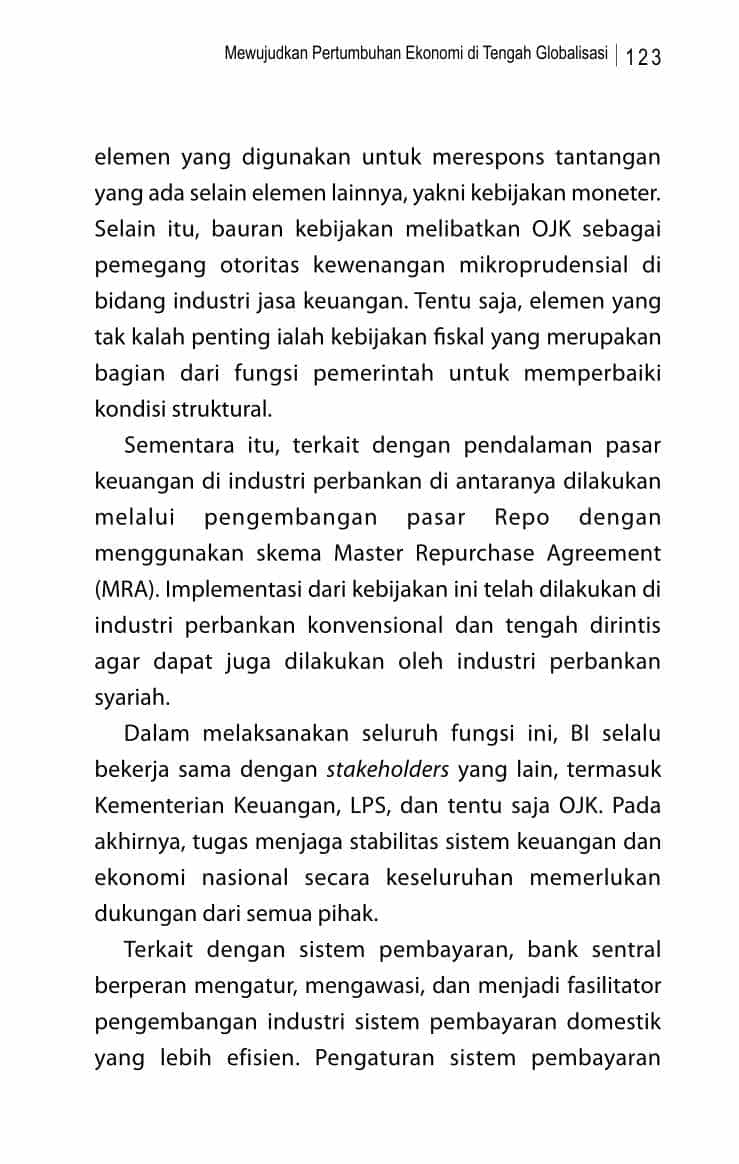 Mewujudkan Pertumbuhan Ekonomi di Tengah Globalisasi | 123
elemen yang digunakan untuk merespons tantangan
yang ada selain elemen lainnya, yakni kebijakan moneter.
Selain itu, bauran kebijakan melibatkan OJK sebagai
pemegang otoritas kewenangan mikroprudensial di
bidang industri jasa keuangan. Tentu saja, elemen yang
tak kalah penting ialah kebijakan fiskal yang merupakan
bagian dari fungsi pemerintah untuk memperbaiki
kondisi struktural.
Sementara itu, terkait dengan pendalaman pasar
keuangan di industri perbankan di antaranya dilakukan
melalui pengembangan pasar Repo dengan
menggunakan skema Master Repurchase Agreement
(MRA). Implementasi dari kebijakan ini telah dilakukan di
industri perbankan konvensional dan tengah dirintis
agar dapat juga dilakukan oleh industri perbankan
syariah.
Dalam melaksanakan seluruh fungsi ini, BI selalu
bekerja sama dengan stakeholders yang lain, termasuk
Kementerian Keuangan, LPS, dan tentu saja OJK. Pada
akhirnya, tugas menjaga stabilitas sistem keuangan dan
ekonomi nasional secara keseluruhan memerlukan
dukungan dari semua pihak.
Terkait dengan sistem pembayaran, bank sentral
berperan mengatur, mengawasi, dan menjadi fasilitator
pengembangan industri sistem pembayaran domestik
yang lebih efisien. Pengaturan sistem pembayaran